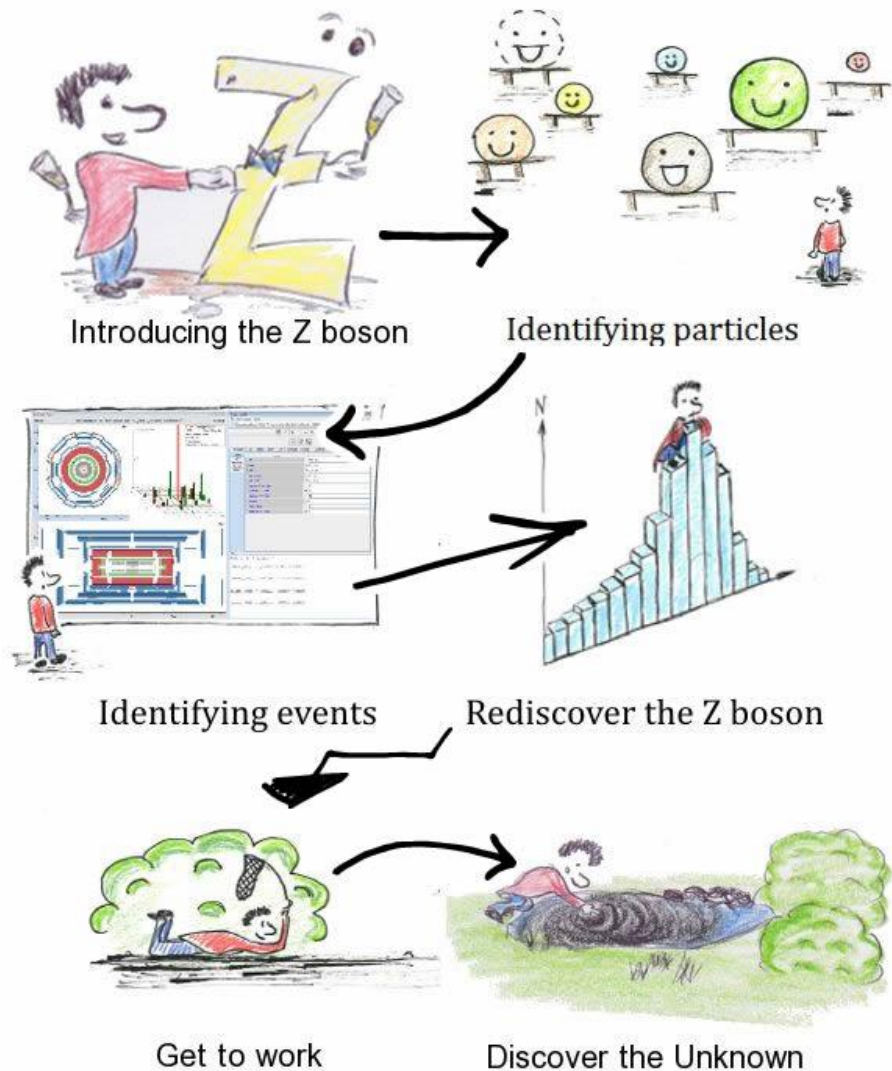 Z
Introducing the Z boson
Identifying particles
N
Identifying events
Rediscover the Z boson
Get to work
Discover the Unknown